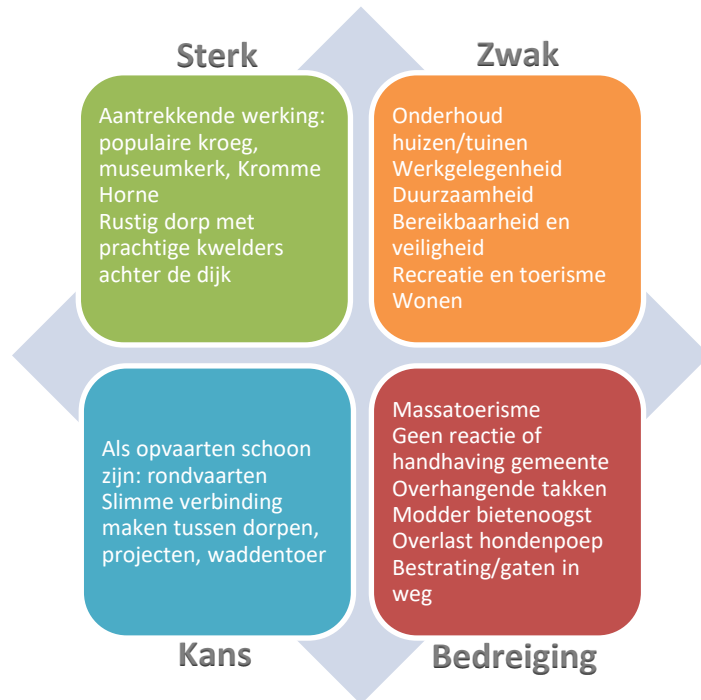 Sterk
Aantrekkende werking:
populaire kroeg,
museumkerk, Kromme
Horne
Rustig dorp met
prachtige kwelders
achter de dijk
Zwak
Onderhoud
huizen/tuinen
Werkgelegenheid
Duurzaamheid
Bereikbaarheid en
veiligheid
Recreatie en toerisme
Wonen
Als opvaarten schoon
zijn: rondvaarten
Slimme verbinding
maken tussen dorpen,
projecten, waddentoer
Kans
Massatoerisme
Geen reactie of
handhaving gemeente
Overhangende takken
Modder bietenoogst
Overlast hondenpoep
Bestrating/gaten in
weg
Bedreiging